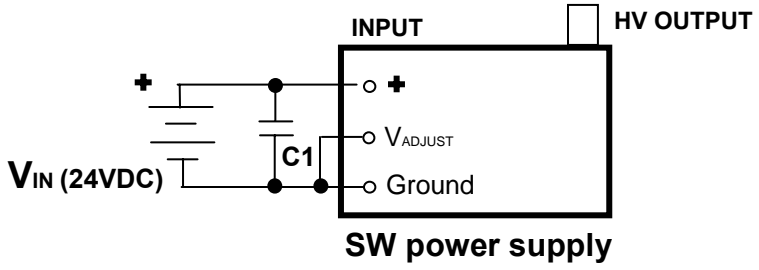 INPUT
HV OUTPUT
+
+
VADJUST
C1
VIN (24VDC)
Ground
SW power supply